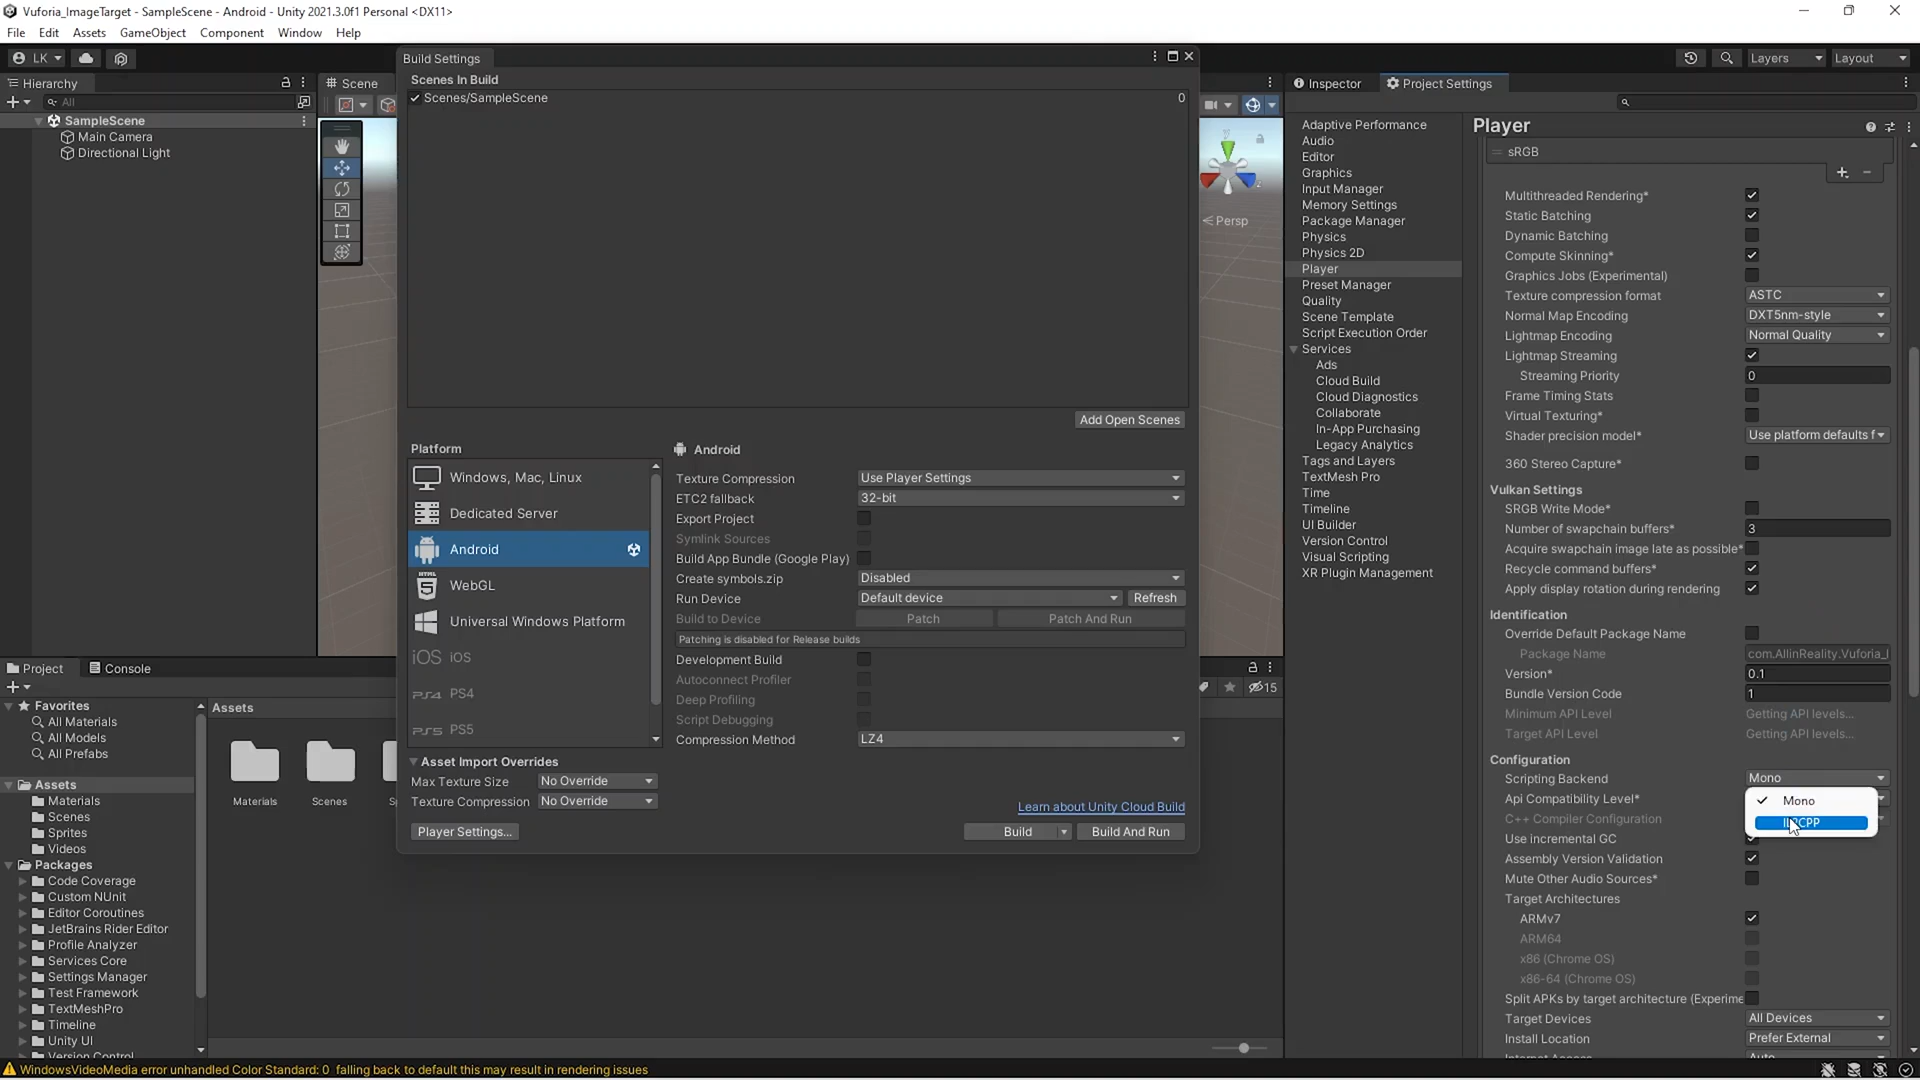 Vuforia_ImageTarget - SampleScene - Android - Unity 2021.3.0f1 Personal <DX11>
File Edit Assets GameObject Component Window Help
LK Layers Layout
Hierarchy
All
SampleScene
Main Camera
Directional Light
Scene
y
Persp
Build Settings
Scenes In Build
Scenes/SampleScene 0
Add Open Scenes
Platform
Windows, Mac, Linux
Dedicated Server
Android
HTML 5 WebGL
Universal Windows Platform
iOS iOS
PS4 PS4
PS5 PS5
Android
Texture Compression Use Player Settings
ETC2 fallback 32-bit
Export Project
Symlink Sources
Build App Bundle (Google Play)
Create symbols.zip Disabled
Run Device Default device Refresh
Build to Device Patch Patch And Run
Patching is disabled for Release builds
Development Build
Autoconnect Profiler
Deep Profiling
Script Debugging
Compression Method LZ4
Asset Import Overrides
Max Texture Size No Override
Texture Compression No Override
Learn about Unity Cloud Build
Player Settings... Build Build And Run
Inspector Project Settings
Adaptive Performance
Audio
Editor
Graphics
Input Manager
Memory Settings
Package Manager
Physics
Physics 2D
Player
Preset Manager
Quality
Scene Template
Script Execution Order
Services
Ads
Cloud Build
Cloud Diagnostics
Collaborate
In-App Purchasing
Legacy Analytics
Tags and Layers
TextMesh Pro
Time
Timeline
UI Builder
Version Control
Visual Scripting
XR Plugin Management
Player
sRGB
Multithreaded Rendering*
Static Batching
Dynamic Batching
Compute Skinning*
Graphics Jobs (Experimental)
Texture compression format ASTC
Normal Map Encoding DXT5nm-style
Lightmap Encoding Normal Quality
Lightmap Streaming
Streaming Priority 0
Frame Timing Stats
Virtual Texturing*
Shader precision model* Use platform defaults f
360 Stereo Capture*
Vulkan Settings
SRGB Write Mode*
Number of swapchain buffers* 3
Acquire swapchain image late as possible*
Recycle command buffers*
Apply display rotation during rendering
Identification
Override Default Package Name
Package Name com.AllinReality.Vuforia_I
Version* 0.1
Bundle Version Code 1
Minimum API Level Getting API levels...
Target API Level Getting API levels...
Configuration
Scripting Backend Mono
Api Compatibility Level* Mono
C++ Compiler Configuration IL2CPP
Use incremental GC
Assembly Version Validation
Mute Other Audio Sources*
Target Architectures
ARMv7
ARM64
x86 (Chrome OS)
x86-64 (Chrome OS)
Split APKs by target architecture (Experime
Target Devices All Devices
Install Location Prefer External
Project Console
15
Favorites
All Materials
All Models
All Prefabs
Assets
Materials
Scenes
Sprites
Videos
Packages
Code Coverage
Custom NUnit
Editor Coroutines
JetBrains Rider Editor
Profile Analyzer
Services Core
Settings Manager
Test Framework
TextMeshPro
Timeline
Unity UI
Version Control
Assets
Materials Scenes
WindowsVideoMedia error unhandled Color Standard: 0 falling back to default this may result in rendering issues